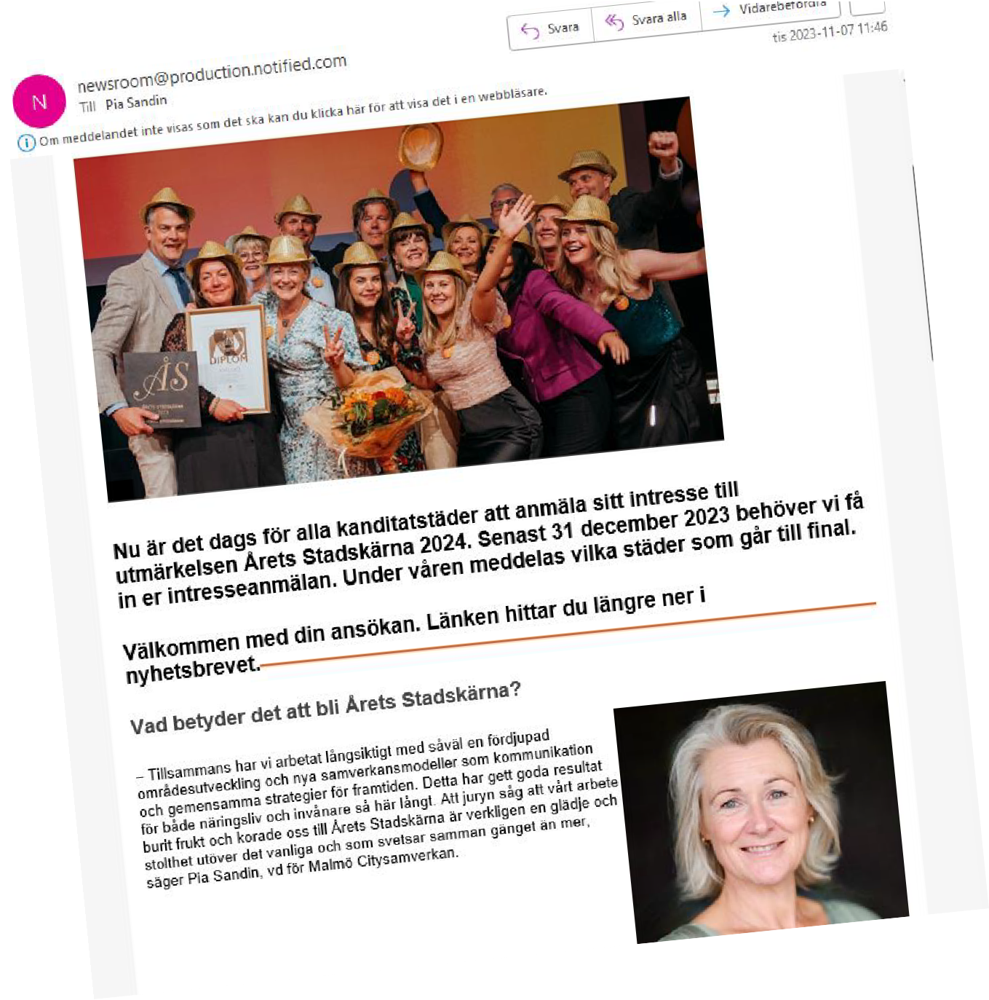 Svara
Svara alla
Vidarebefordra
tis 2023-11-07 11:46
N
newsroom@production.notified.com
Till Pia Sandin
Om meddelandet inte visas som det ska kan du klicka här för att visa det i en webbläsare.
DIPLOM
ÅS
Nu är det dags för alla kanditatstäder att anmäla sitt intresse till
utmärkelsen Årets Stadskärna 2024. Senast 31 december 2023 behöver vi få
in er intresseanmälan. Under våren meddelas vilka städer som går till final.
Välkommen med din ansökan. Länken hittar du längre ner i
nyhetsbrevet.
Vad betyder det att bli Årets Stadskärna?
– Tillsammans har vi arbetat långsiktigt med såväl en fördjupad
områdesutveckling och nya samverkansmodeller som kommunikation
och gemensamma strategier för framtiden. Detta har gett goda resultat
för både näringsliv och invånare så här långt. Att juryn såg att vårt arbete
burit frukt och korade oss till Årets Stadskärna är verkligen en glädje och
stolthet utöver det vanliga och som svetsar samman gänget än mer,
säger Pia Sandin, vd för Malmö Citysamverkan.